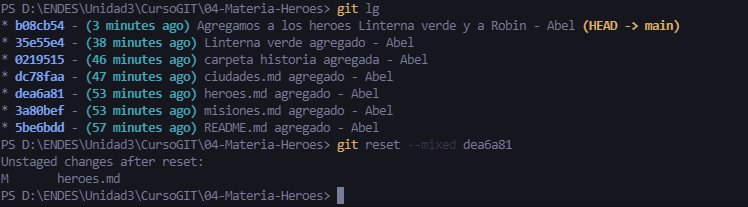 PS D:\ENDES\Unidad3\CursoGIT\04-Materia-Heroes> git lg
* b08cb54 - (3 minutes ago) Agregamos a los heroes Linterna verde y a Robin - Abel (HEAD -> main)
* 35e55e4 - (38 minutes ago) Linterna verde agregado - Abel
* 0219515 - (46 minutes ago) carpeta historia agregada - Abel
* dc78faa - (47 minutes ago) ciudades.md agregado - Abel
* dea6a81 - (53 minutes ago) heroes.md agregado - Abel
* 3a80bef - (53 minutes ago) misiones.md agregado - Abel
* 5be6bdd - (57 minutes ago) README.md agregado - Abel
PS D:\ENDES\Unidad3\CursoGIT\04-Materia-Heroes> git reset --mixed dea6a81
Unstaged changes after reset:
M       heroes.md
PS D:\ENDES\Unidad3\CursoGIT\04-Materia-Heroes>